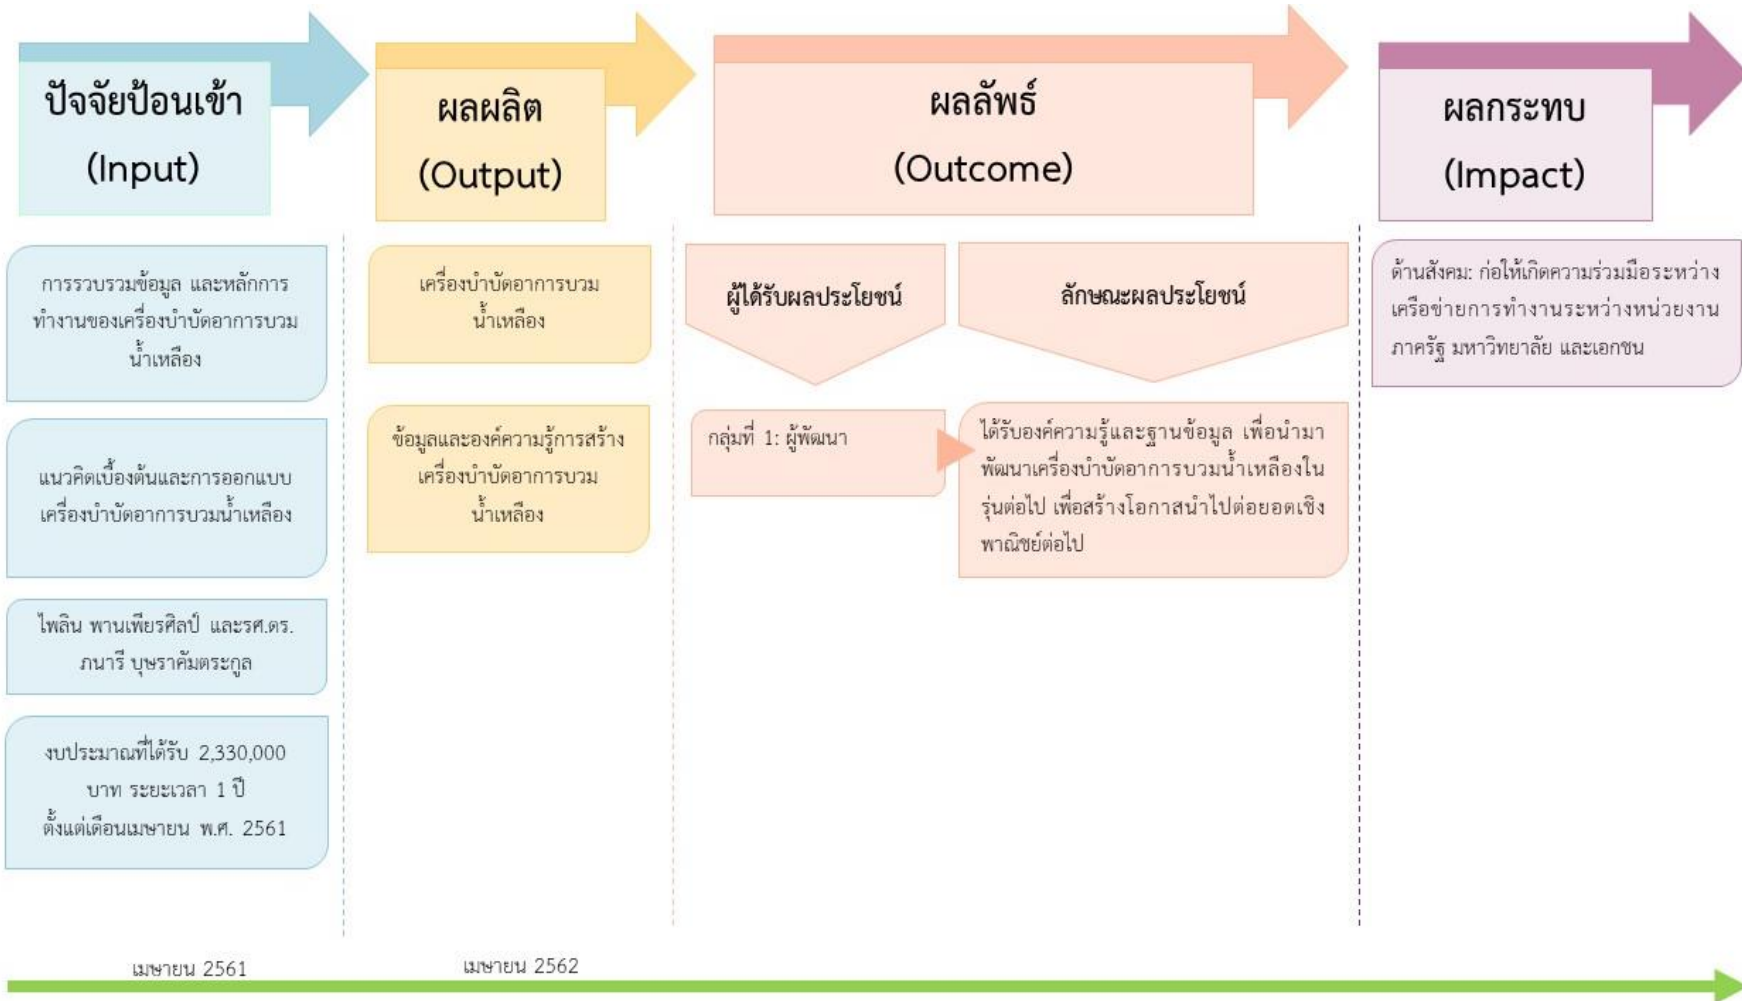 ปัจจัยป้อนเข้า
(Input)
ผลผลิต
(Output)
ผลลัพธ์
(Outcome)
ผลกระทบ
(Impact)
การรวบรวมข้อมูล และหลักการ
ทำงานของเครื่องบำบัดอาการบวม
น้ำเหลือง
แนวคิดเบื้องต้นและการออกแบบ
เครื่องบำบัดอาการบวมน้ำเหลือง
ไพลิน พานเพียรศิลป์ และรศ.ดร.
ภนารี บุษราคัมตระกูล
งบประมาณที่ได้รับ 2,330,000
บาท ระยะเวลา 1 ปี
ตั้งแต่เดือนเมษายน พ.ศ. 2561
เครื่องบำบัดอาการบวม
น้ำเหลือง
ข้อมูลและองค์ความรู้การสร้าง
เครื่องบำบัดอาการบวม
น้ำเหลือง
ผู้ได้รับผลประโยชน์
ลักษณะผลประโยชน์
กลุ่มที่ 1: ผู้พัฒนา
ได้รับองค์ความรู้และฐานข้อมูล เพื่อนำมา
พัฒนาเครื่องบำบัดอาการบวมน้ำเหลืองใน
รุ่นต่อไป เพื่อสร้างโอกาสนำไปต่อยอดเชิง
พาณิชย์ต่อไป
ด้านสังคม: ก่อให้เกิดความร่วมมือระหว่าง
เครือข่ายการทำงานระหว่างหน่วยงาน
ภาครัฐ มหาวิทยาลัย และเอกชน
เมษายน 2561
เมษายน 2562